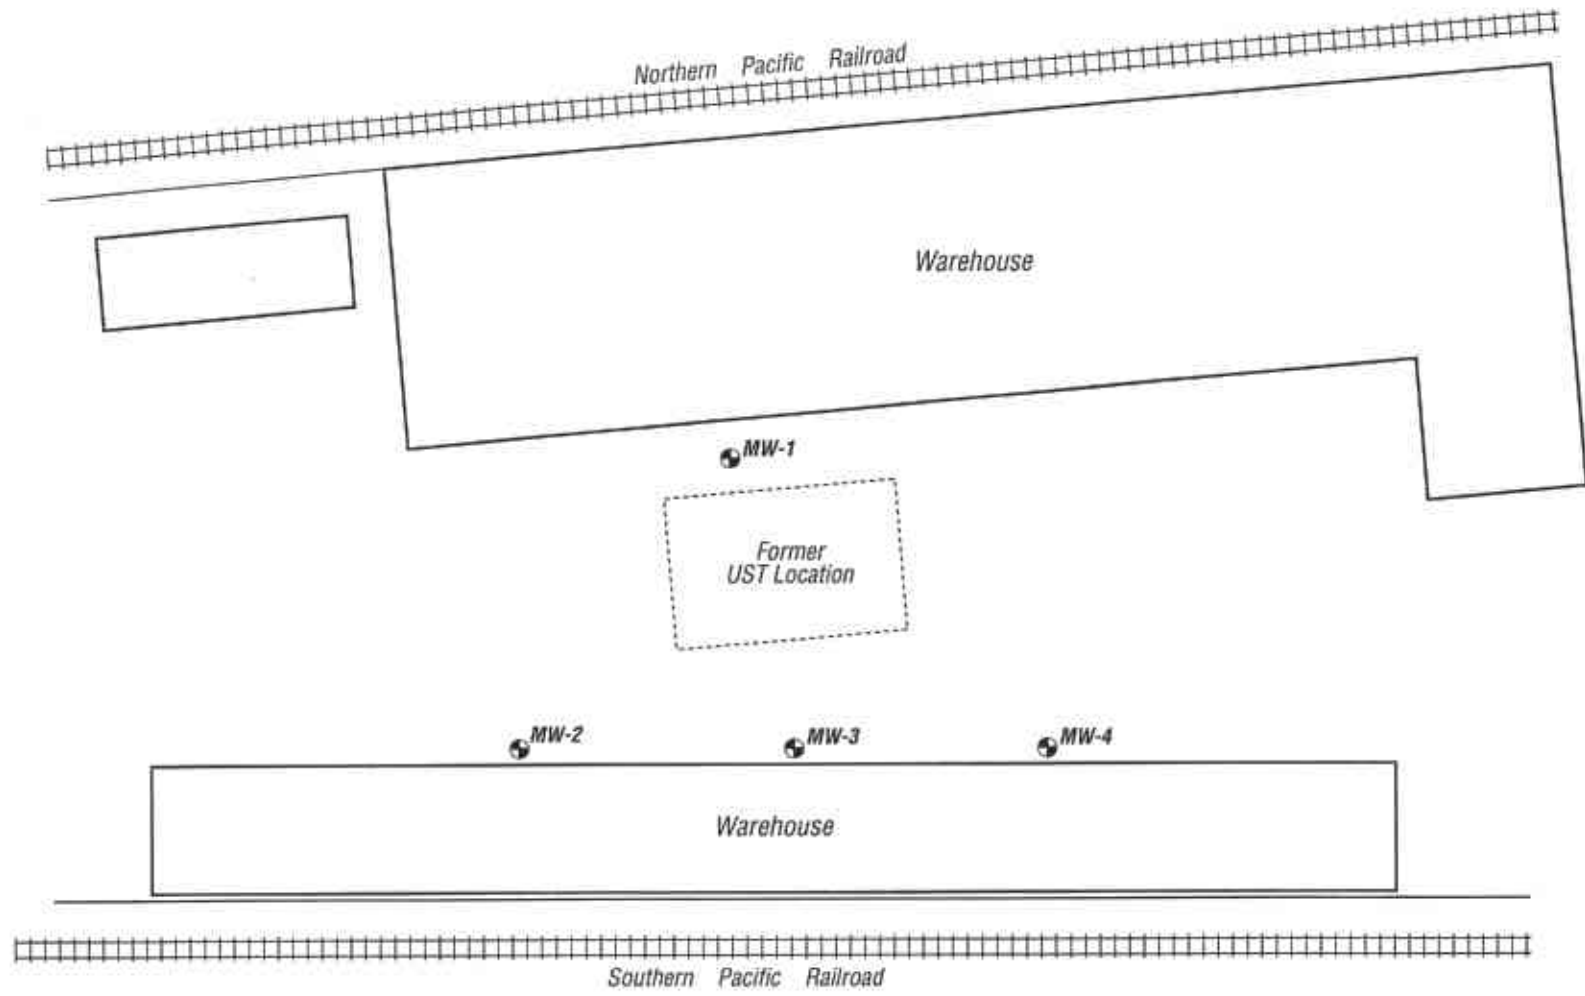 Northern Pacific Railroad
Warehouse
MW-1
Former
UST Location
MW-2
MW-3
MW-4
Warehouse
Southern Pacific Railroad